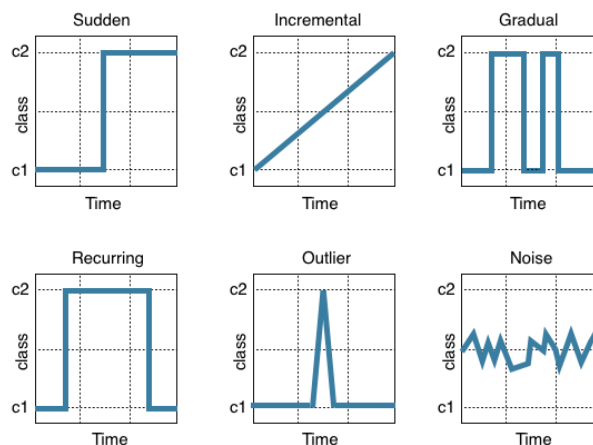 Sudden
c2
class
c1
Time
Incremental
c2
class
c1
Time
Gradual
c2
class
c1
Time
Recurring
c2
class
c1
Time
Outlier
c2
class
c1
Time
Noise
c2
class
c1
Time